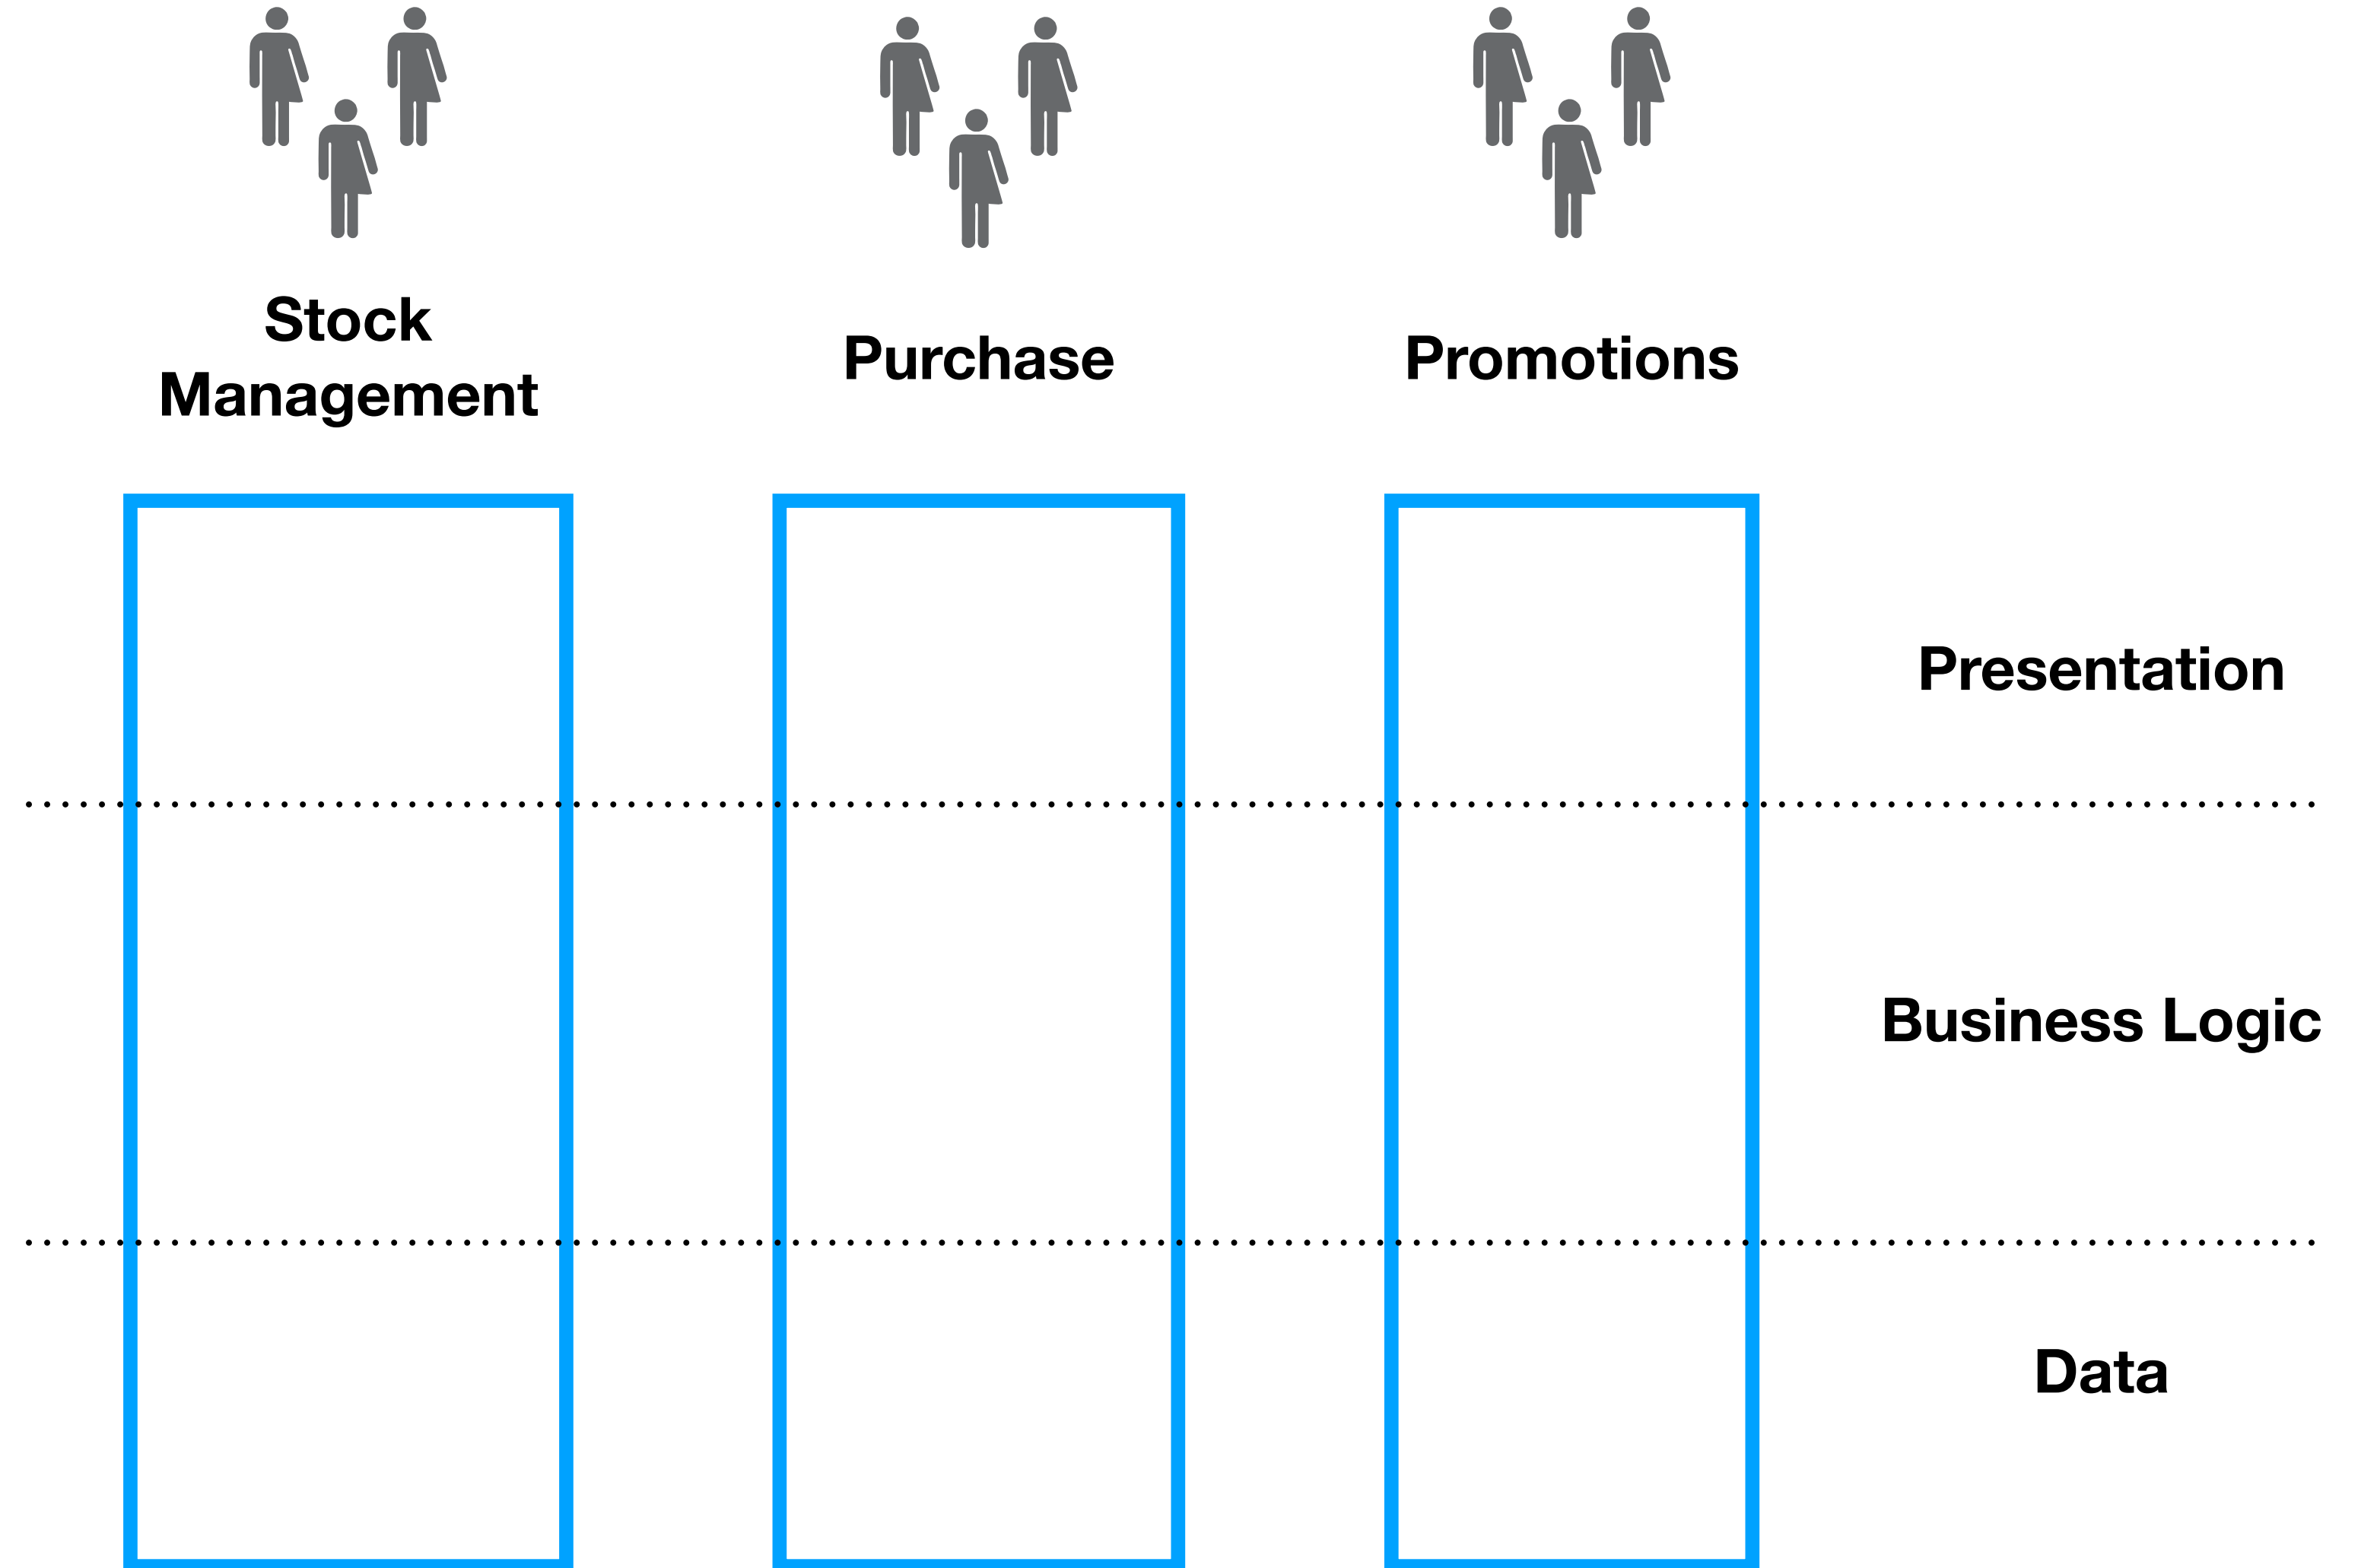 Stock
Management
Purchase
Promotions
Presentation
Business Logic
Data